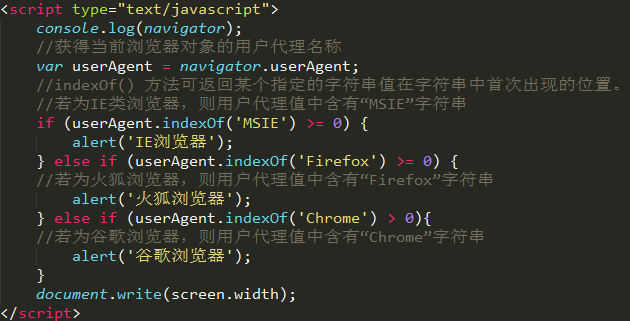 <script type="text/javascript">
console.log(navigator);
//获得当前浏览器对象的用户代理名称
var userAgent = navigator.userAgent;
//indexOf() 方法可返回某个指定的字符串值在字符串中首次出现的位置。
//若为IE类浏览器，则用户代理值中含有“MSIE”字符串
if (userAgent.indexOf('MSIE') >= 0) {
alert('IE浏览器');
} else if (userAgent.indexOf('Firefox') >= 0) {
//若为火狐浏览器，则用户代理值中含有“Firefox”字符串
alert('火狐浏览器');
} else if (userAgent.indexOf('Chrome') > 0){
//若为谷歌浏览器，则用户代理值中含有“Chrome”字符串
alert('谷歌浏览器');
}
document.write(screen.width);
</script>